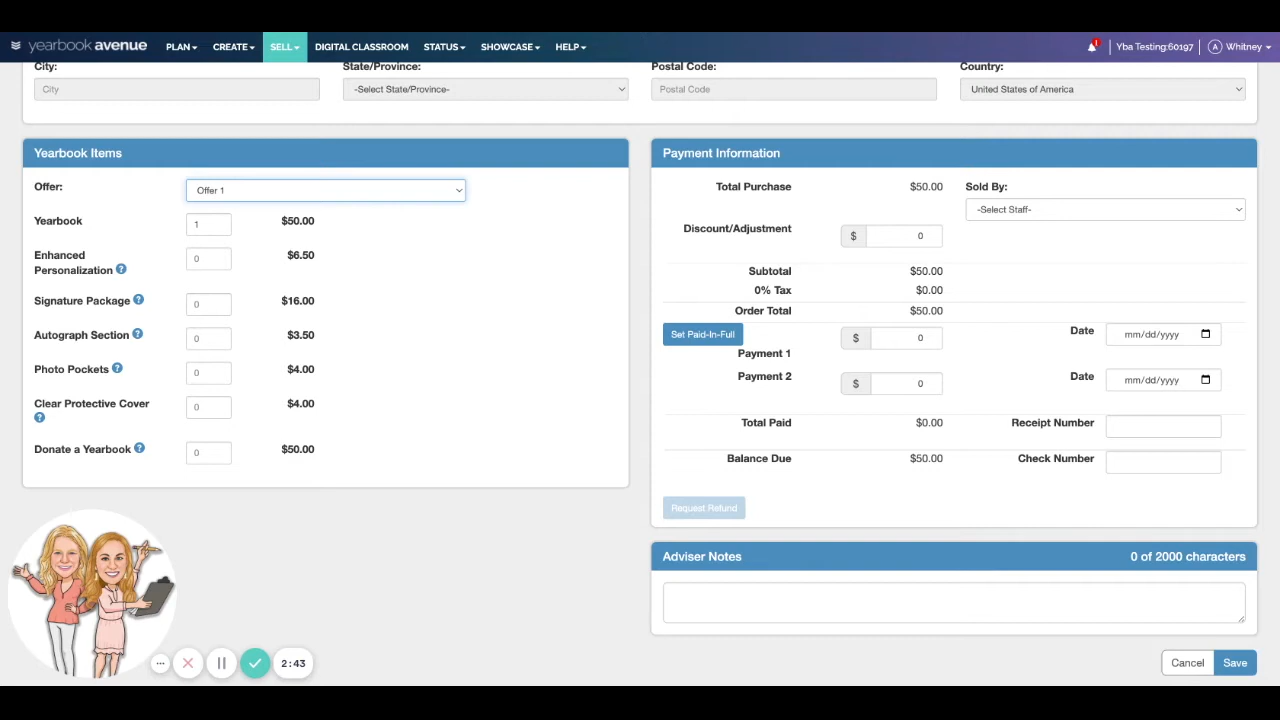 yearbook avenue PLAN CREATE SELL DIGITAL CLASSROOM STATUS SHOWCASE HELP 1 Yba Testing:60197 A Whitney
City: State/Province: Postal Code: Country:
City -Select State/Province- Postal Code United States of America
Yearbook Items
Offer: Offer 1
Yearbook 1 $50.00
Enhanced
Personalization ? 0 $6.50
Signature Package ? 0 $16.00
Autograph Section ? 0 $3.50
Photo Pockets ? 0 $4.00
Clear Protective Cover
? 0 $4.00
Donate a Yearbook ? 0 $50.00
Payment Information
Total Purchase $50.00 Sold By:
-Select Staff-
Discount/Adjustment $ 0
Subtotal $50.00
0% Tax $0.00
Order Total $50.00
Set Paid-In-Full $ 0 Date mm/dd/yyyy
Payment 1
Payment 2 $ 0 Date mm/dd/yyyy
Total Paid $0.00 Receipt Number
Balance Due $50.00 Check Number
Request Refund
Adviser Notes 0 of 2000 characters
2:43
Cancel Save